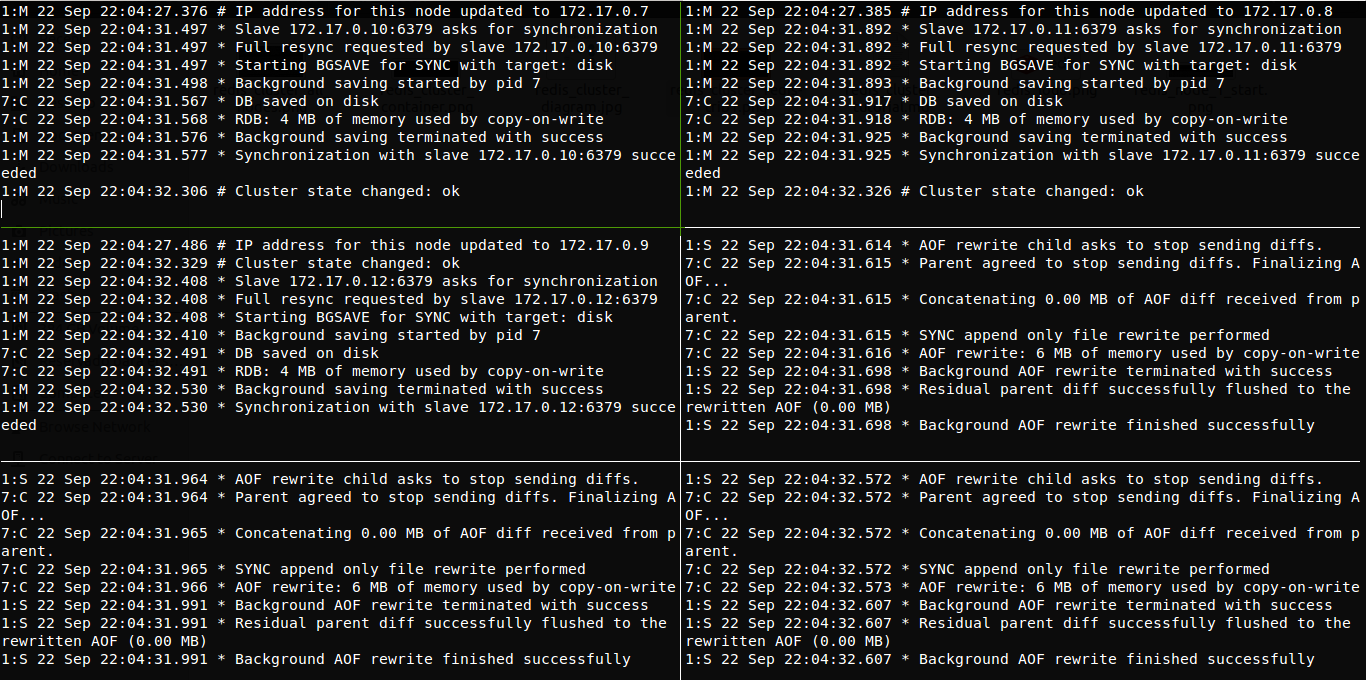 1:M 22 Sep 22:04:27.376 # IP address for this node updated to 172.17.0.7
1:M 22 Sep 22:04:31.497 * Slave 172.17.0.10:6379 asks for synchronization
1:M 22 Sep 22:04:31.497 * Full resync requested by slave 172.17.0.10:6379
1:M 22 Sep 22:04:31.497 * Starting BGSAVE for SYNC with target: disk
1:M 22 Sep 22:04:31.498 * Background saving started by pid 7
7:C 22 Sep 22:04:31.567 * DB saved on disk
7:C 22 Sep 22:04:31.568 * RDB: 4 MB of memory used by copy-on-write
1:M 22 Sep 22:04:31.576 * Background saving terminated with success
1:M 22 Sep 22:04:31.577 * Synchronization with slave 172.17.0.10:6379 succe
eded
1:M 22 Sep 22:04:32.306 # Cluster state changed: ok
1:M 22 Sep 22:04:27.385 # IP address for this node updated to 172.17.0.8
1:M 22 Sep 22:04:31.892 * Slave 172.17.0.11:6379 asks for synchronization
1:M 22 Sep 22:04:31.892 * Full resync requested by slave 172.17.0.11:6379
1:M 22 Sep 22:04:31.892 * Starting BGSAVE for SYNC with target: disk
1:M 22 Sep 22:04:31.893 * Background saving started by pid 7
7:C 22 Sep 22:04:31.917 * DB saved on disk
7:C 22 Sep 22:04:31.918 * RDB: 4 MB of memory used by copy-on-write
1:M 22 Sep 22:04:31.925 * Background saving terminated with success
1:M 22 Sep 22:04:31.925 * Synchronization with slave 172.17.0.11:6379 succe
eded
1:M 22 Sep 22:04:32.326 # Cluster state changed: ok
1:M 22 Sep 22:04:27.486 # IP address for this node updated to 172.17.0.9
1:M 22 Sep 22:04:32.329 # Cluster state changed: ok
1:M 22 Sep 22:04:32.408 * Slave 172.17.0.12:6379 asks for synchronization
1:M 22 Sep 22:04:32.408 * Full resync requested by slave 172.17.0.12:6379
1:M 22 Sep 22:04:32.408 * Starting BGSAVE for SYNC with target: disk
1:M 22 Sep 22:04:32.410 * Background saving started by pid 7
7:C 22 Sep 22:04:32.491 * DB saved on disk
7:C 22 Sep 22:04:32.491 * RDB: 4 MB of memory used by copy-on-write
1:M 22 Sep 22:04:32.530 * Background saving terminated with success
1:M 22 Sep 22:04:32.530 * Synchronization with slave 172.17.0.12:6379 succe
eded
1:S 22 Sep 22:04:31.614 * AOF rewrite child asks to stop sending diffs.
7:C 22 Sep 22:04:31.615 * Parent agreed to stop sending diffs. Finalizing A
OF...
7:C 22 Sep 22:04:31.615 * Concatenating 0.00 MB of AOF diff received from p
arent.
7:C 22 Sep 22:04:31.615 * SYNC append only file rewrite performed
7:C 22 Sep 22:04:31.616 * AOF rewrite: 6 MB of memory used by copy-on-write
1:S 22 Sep 22:04:31.698 * Background AOF rewrite terminated with success
1:S 22 Sep 22:04:31.698 * Residual parent diff successfully flushed to the
rewritten AOF (0.00 MB)
1:S 22 Sep 22:04:31.698 * Background AOF rewrite finished successfully
1:S 22 Sep 22:04:31.964 * AOF rewrite child asks to stop sending diffs.
7:C 22 Sep 22:04:31.964 * Parent agreed to stop sending diffs. Finalizing A
OF...
7:C 22 Sep 22:04:31.965 * Concatenating 0.00 MB of AOF diff received from p
arent.
7:C 22 Sep 22:04:31.965 * SYNC append only file rewrite performed
7:C 22 Sep 22:04:31.966 * AOF rewrite: 6 MB of memory used by copy-on-write
1:S 22 Sep 22:04:31.991 * Background AOF rewrite terminated with success
1:S 22 Sep 22:04:31.991 * Residual parent diff successfully flushed to the
rewritten AOF (0.00 MB)
1:S 22 Sep 22:04:31.991 * Background AOF rewrite finished successfully
1:S 22 Sep 22:04:32.572 * AOF rewrite child asks to stop sending diffs.
7:C 22 Sep 22:04:32.572 * Parent agreed to stop sending diffs. Finalizing A
OF...
7:C 22 Sep 22:04:32.572 * Concatenating 0.00 MB of AOF diff received from p
arent.
7:C 22 Sep 22:04:32.572 * SYNC append only file rewrite performed
7:C 22 Sep 22:04:32.573 * AOF rewrite: 6 MB of memory used by copy-on-write
1:S 22 Sep 22:04:32.607 * Background AOF rewrite terminated with success
1:S 22 Sep 22:04:32.607 * Residual parent diff successfully flushed to the
rewritten AOF (0.00 MB)
1:S 22 Sep 22:04:32.607 * Background AOF rewrite finished successfully